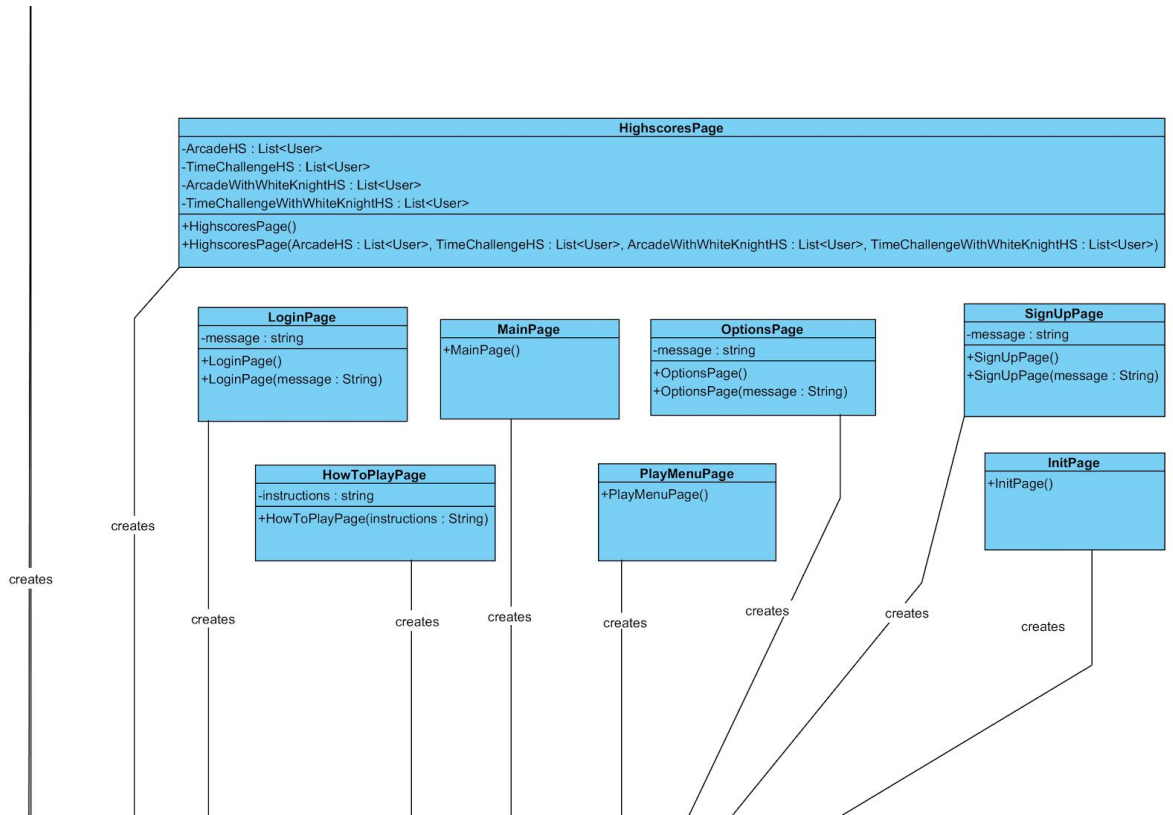 HighscoresPage
-ArcadeHS : List<User>
-TimeChallengeHS : List<User>
-ArcadeWithWhiteKnightHS : List<User>
-TimeChallengeWithWhiteKnightHS : List<User>
+HighscoresPage()
+HighscoresPage(ArcadeHS : List<User>, TimeChallengeHS : List<User>, ArcadeWithWhiteKnightHS : List<User>, TimeChallengeWithWhiteKnightHS : List<User>)
LoginPage
-message : string
+LoginPage()
+LoginPage(message : String)
MainPage
+MainPage()
OptionsPage
-message : string
+OptionsPage()
+OptionsPage(message : String)
SignUpPage
-message : string
+SignUpPage()
+SignUpPage(message : String)
HowToPlayPage
-instructions : string
+HowToPlayPage(instructions : String)
PlayMenuPage
+PlayMenuPage()
InitPage
+InitPage()
creates
creates
creates
creates
creates
creates
creates
creates
creates